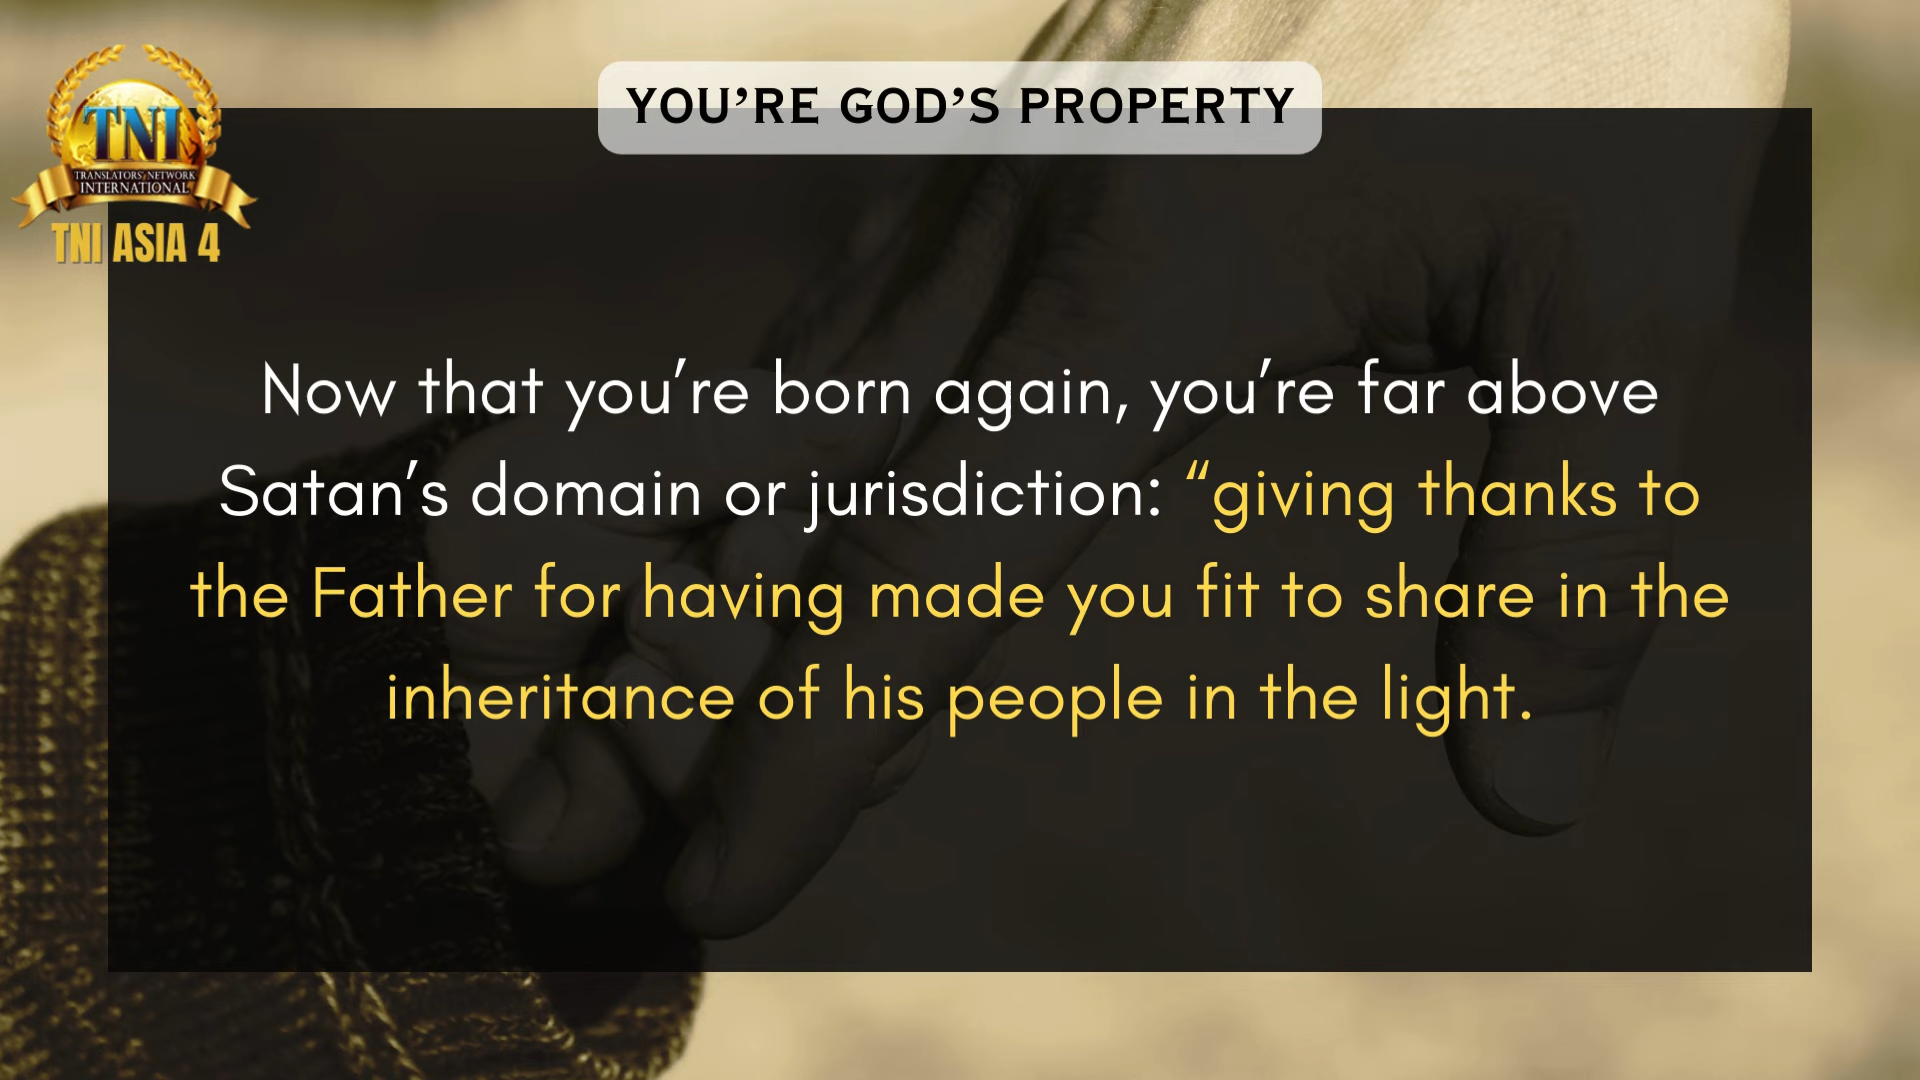 YOU’RE GOD’S PROPERTY
TNI
TRANSLATORS' NETWORK
INTERNATIONAL
TNI ASIA 4
Now that you’re born again, you’re far above
Satan’s domain or jurisdiction: “giving thanks to
the Father for having made you fit to share in the
inheritance of his people in the light.